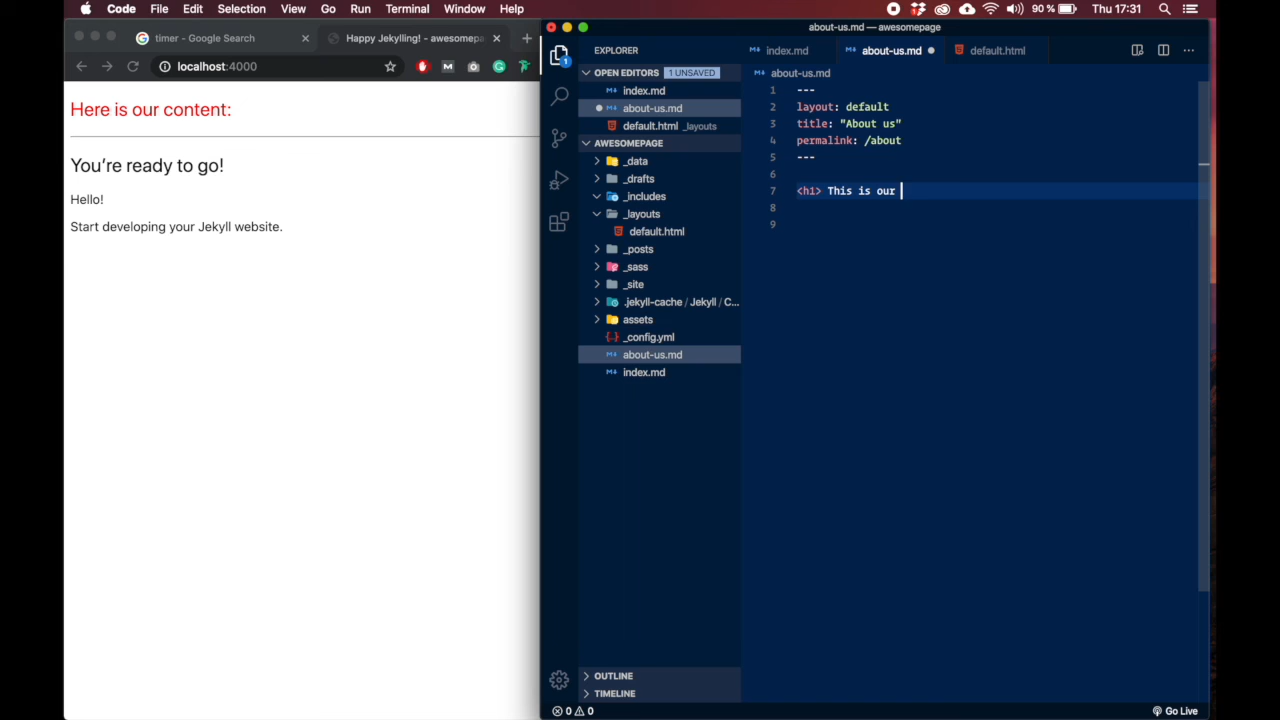 Code File Edit Selection View Go Run Terminal Window Help 90 % Thu 17:31
timer - Google Search
Happy Jekylling! - awesomepa
localhost:4000
Here is our content:
You’re ready to go!
Hello!
Start developing your Jekyll website.
about-us.md — awesomepage
EXPLORER
OPEN EDITORS 1 UNSAVED
index.md
about-us.md
default.html _layouts
AWESOMEPAGE
_data
_drafts
_includes
_layouts
default.html
_posts
_sass
_site
.jekyll-cache / Jekyll / C...
assets
_config.yml
about-us.md
index.md
OUTLINE
TIMELINE
index.md about-us.md default.html
about-us.md
1 ---
2 layout: default
3 title: "About us"
4 permalink: /about
5 ---
6
7 <h1> This is our
8
9
0 0 Go Live